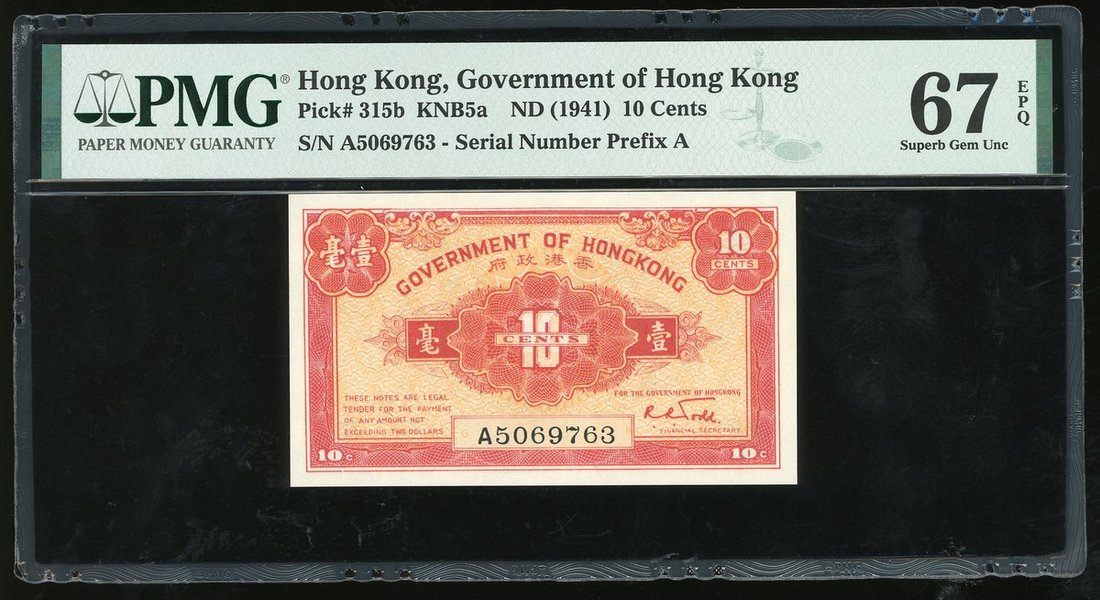 PMG®
PAPER MONEY GUARANTY
Hong Kong, Government of Hong Kong
Pick# 315b KNB5a ND (1941) 10 Cents
S/N A5069763 - Serial Number Prefix A
67
EPQ
Superb Gem Unc
毫壹
10
CENTS
GOVERNMENT OF HONGKONG
府政港香
毫
10
CENTS
壹
THESE NOTES ARE LEGAL
TENDER FOR THE PAYMENT
OF ANY AMOUNT NOT
EXCEEDING TWO DOLLARS
FOR THE GOVERNMENT OF HONGKONG
R.R. Todd.
FINANCIAL SECRETARY.
A5069763
10 C
10 C